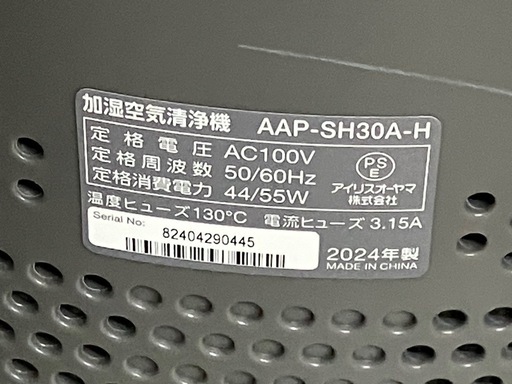 加湿空気清浄機 AAP-SH30A-H
定格電圧 AC100V
定格周波数 50/60Hz
定格消費電力 44/55W
PSE
アイリスオーヤマ
株式会社
温度ヒューズ130℃ 電流ヒューズ 3.15A
Serial No:
82404290445
2024年製
MADE IN CHINA